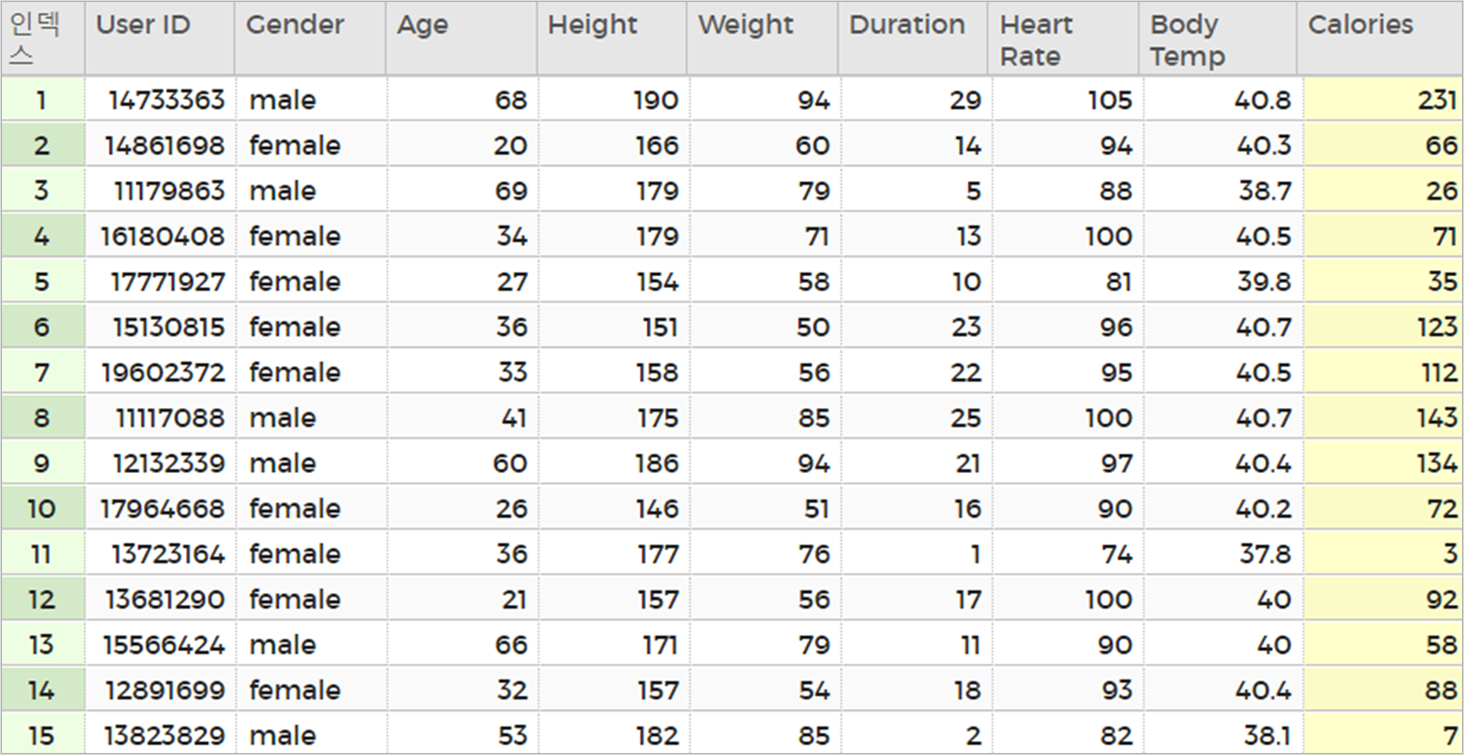 인덱스 User ID Gender Age Height Weight Duration Heart Rate Body Temp Calories
1 14733363 male 68 190 94 29 105 40.8 231
2 14861698 female 20 166 60 14 94 40.3 66
3 11179863 male 69 179 79 5 88 38.7 26
4 16180408 female 34 179 71 13 100 40.5 71
5 17771927 female 27 154 58 10 81 39.8 35
6 15130815 female 36 151 50 23 96 40.7 123
7 19602372 female 33 158 56 22 95 40.5 112
8 11117088 male 41 175 85 25 100 40.7 143
9 12132339 male 60 186 94 21 97 40.4 134
10 17964668 female 26 146 51 16 90 40.2 72
11 13723164 female 36 177 76 1 74 37.8 3
12 13681290 female 21 157 56 17 100 40 92
13 15566424 male 66 171 79 11 90 40 58
14 12891699 female 32 157 54 18 93 40.4 88
15 13823829 male 53 182 85 2 82 38.1 7